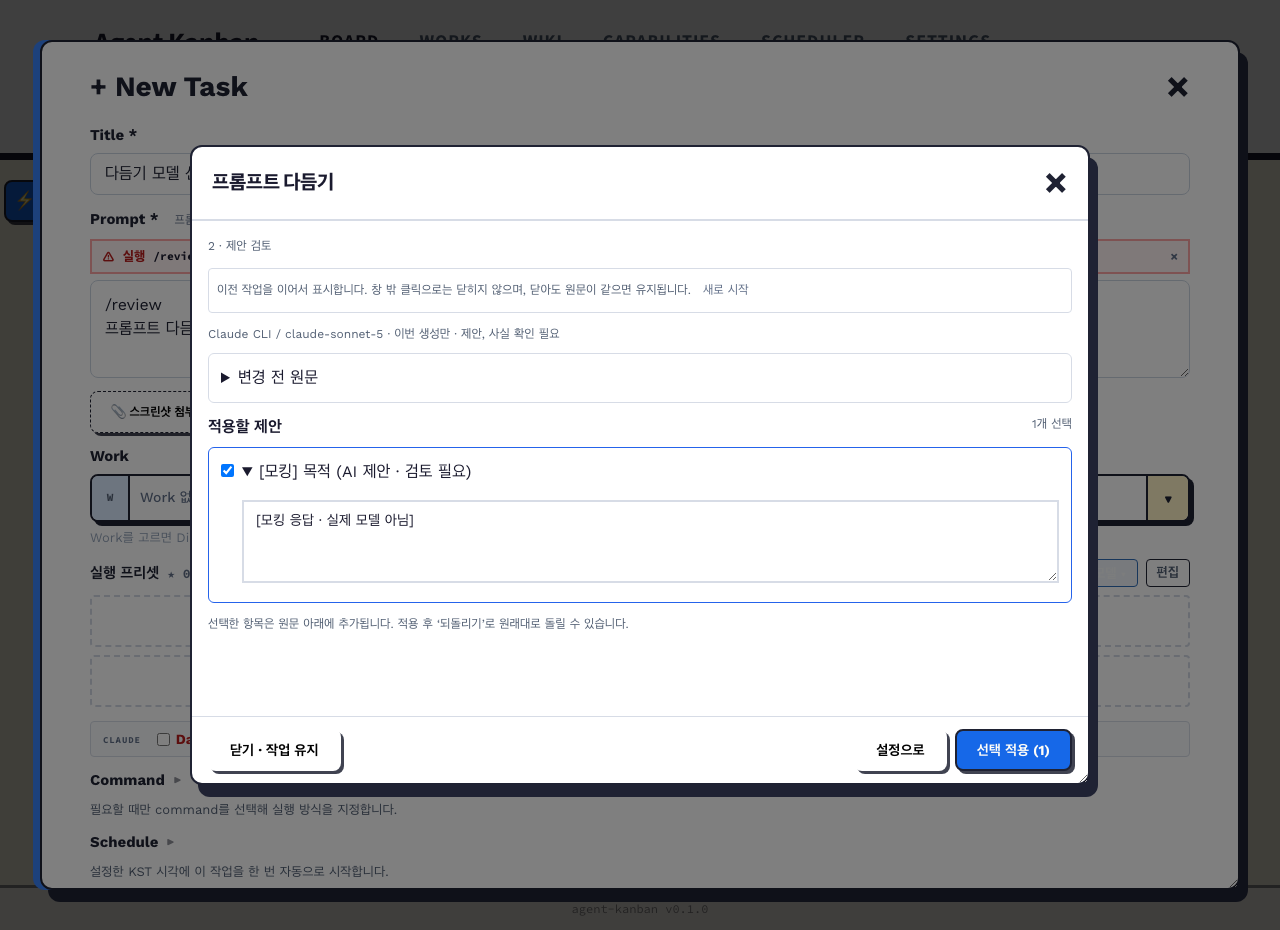 Agent Kanban BOARD WORKS WIKI CAPABILITIES SCHEDULER SETTINGS
+ New Task
Title *
다듬기 모델
프롬프트 다듬기
Prompt *
2 · 제안 검토
실행 /revie
이전 작업을 이어서 표시합니다. 창 밖 클릭으로는 닫히지 않으며, 닫아도 원문이 같으면 유지됩니다. 새로 시작
/review
프롬프트 다듬
Claude CLI / claude-sonnet-5 · 이번 생성만 · 제안, 사실 확인 필요
변경 전 원문
스크린샷 첨부
적용할 제안 1개 선택
Work
[모킹] 목적 (AI 제안 · 검토 필요)
W Work 없
[모킹 응답 · 실제 모델 아님]
Work를 고르면 Di
실행 프리셋 ★ 0 편집
선택한 항목은 원문 아래에 추가됩니다. 적용 후 ‘되돌리기’로 원래대로 돌릴 수 있습니다.
CLAUDE Da
닫기 · 작업 유지 설정으로 선택 적용 (1)
Command
필요할 때만 command를 선택해 실행 방식을 지정합니다.
Schedule
설정한 KST 시각에 이 작업을 한 번 자동으로 시작합니다.
agent-kanban v0.1.0